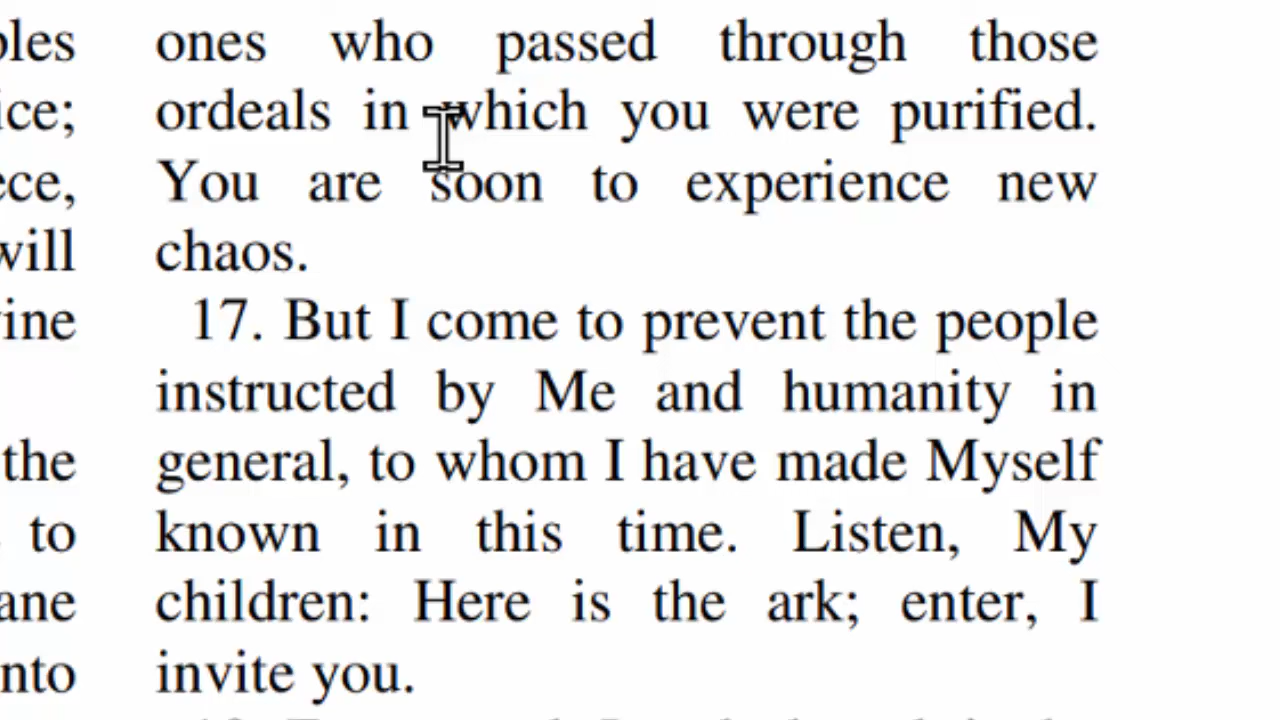 ones who passed through those
ordeals in which you were purified.
You are soon to experience new
chaos.
17. But I come to prevent the people
instructed by Me and humanity in
general, to whom I have made Myself
known in this time. Listen, My
children: Here is the ark; enter, I
invite you.
the
to